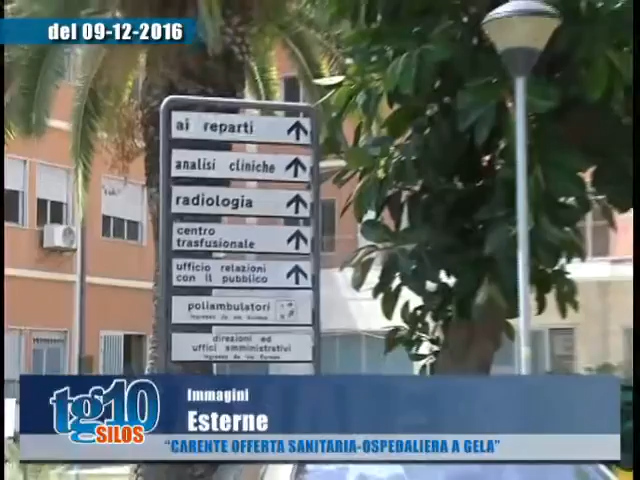 del 09-12-2016
ai reparti
analisi cliniche
radiologia
centro
trasfusionale
ufficio relazioni
con il pubblico
poliambulatori
direzioni ed
uffici amministrativi
tg10
SILOS
Immagini
Esterne
"CARENTE OFFERTA SANITARIA-OSPEDALIERA A GELA"